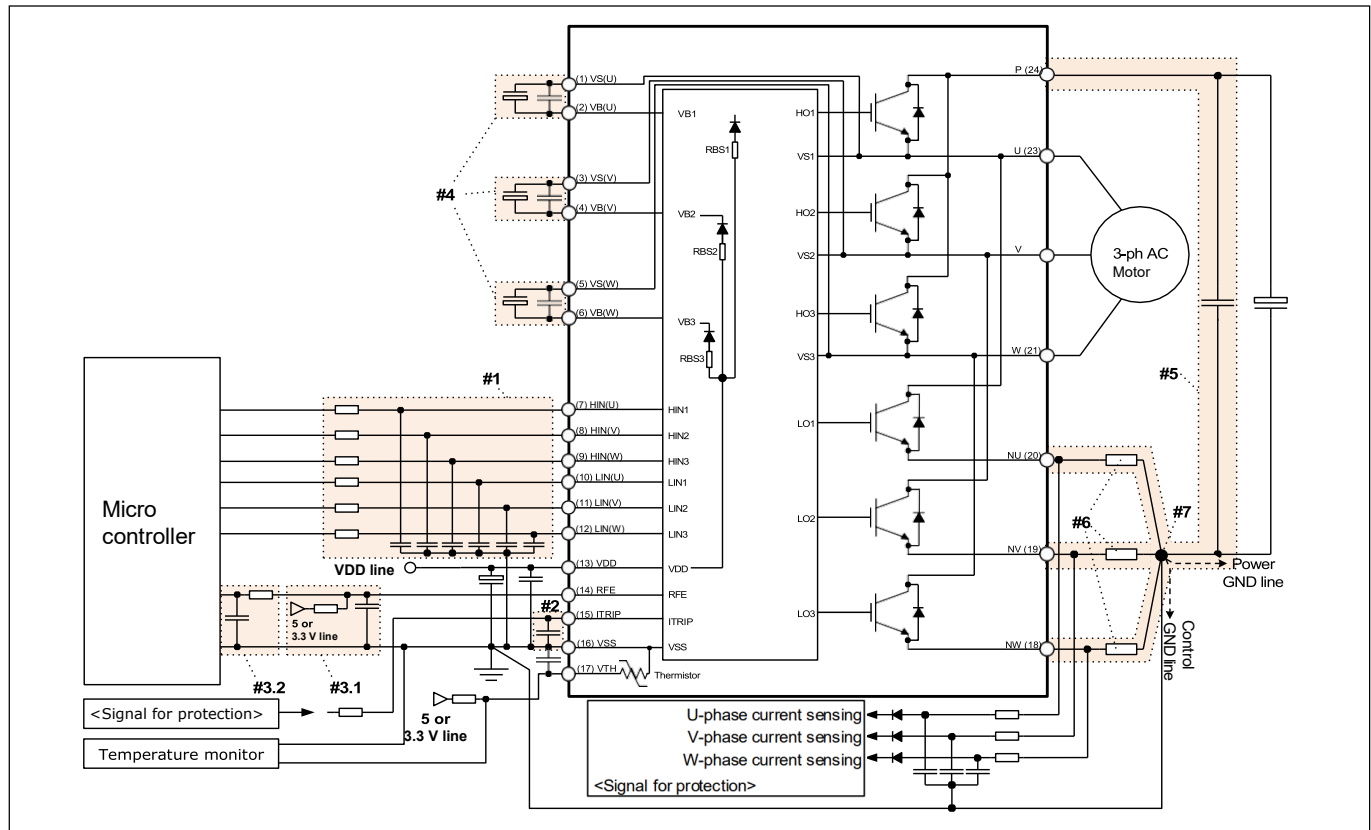 P (24)
(1) VS(U)
(2) VB(U)
VB1
HO1
RBS1
VS1
U (23)
#4
(3) VS(V)
(4) VB(V)
VB2
HO2
RBS2
VS2
V
3-ph AC
Motor
(5) VS(W)
(6) VB(W)
VB3
HO3
RBS3
VS3
W (21)
#5
#1
(7) HIN(U)
HIN1
LO1
(8) HIN(V)
HIN2
(9) HIN(W)
HIN3
NU (20)
(10) LIN(U)
LIN1
(11) LIN(V)
LIN2
LO2
(12) LIN(W)
LIN3
Micro
controller
#6
#7
NV (19)
VDD line
(13) VDD
VDD
Power
GND line
(14) RFE
RFE
5 or
3.3 V line
#2
(15) ITRIP
ITRIP
LO3
(16) VSS
VSS
Control
GND line
NW (18)
(17) VTH
Thermistor
#3.2
#3.1
<Signal for protection>
5 or
3.3 V line
Temperature monitor
U-phase current sensing
V-phase current sensing
W-phase current sensing
<Signal for protection>